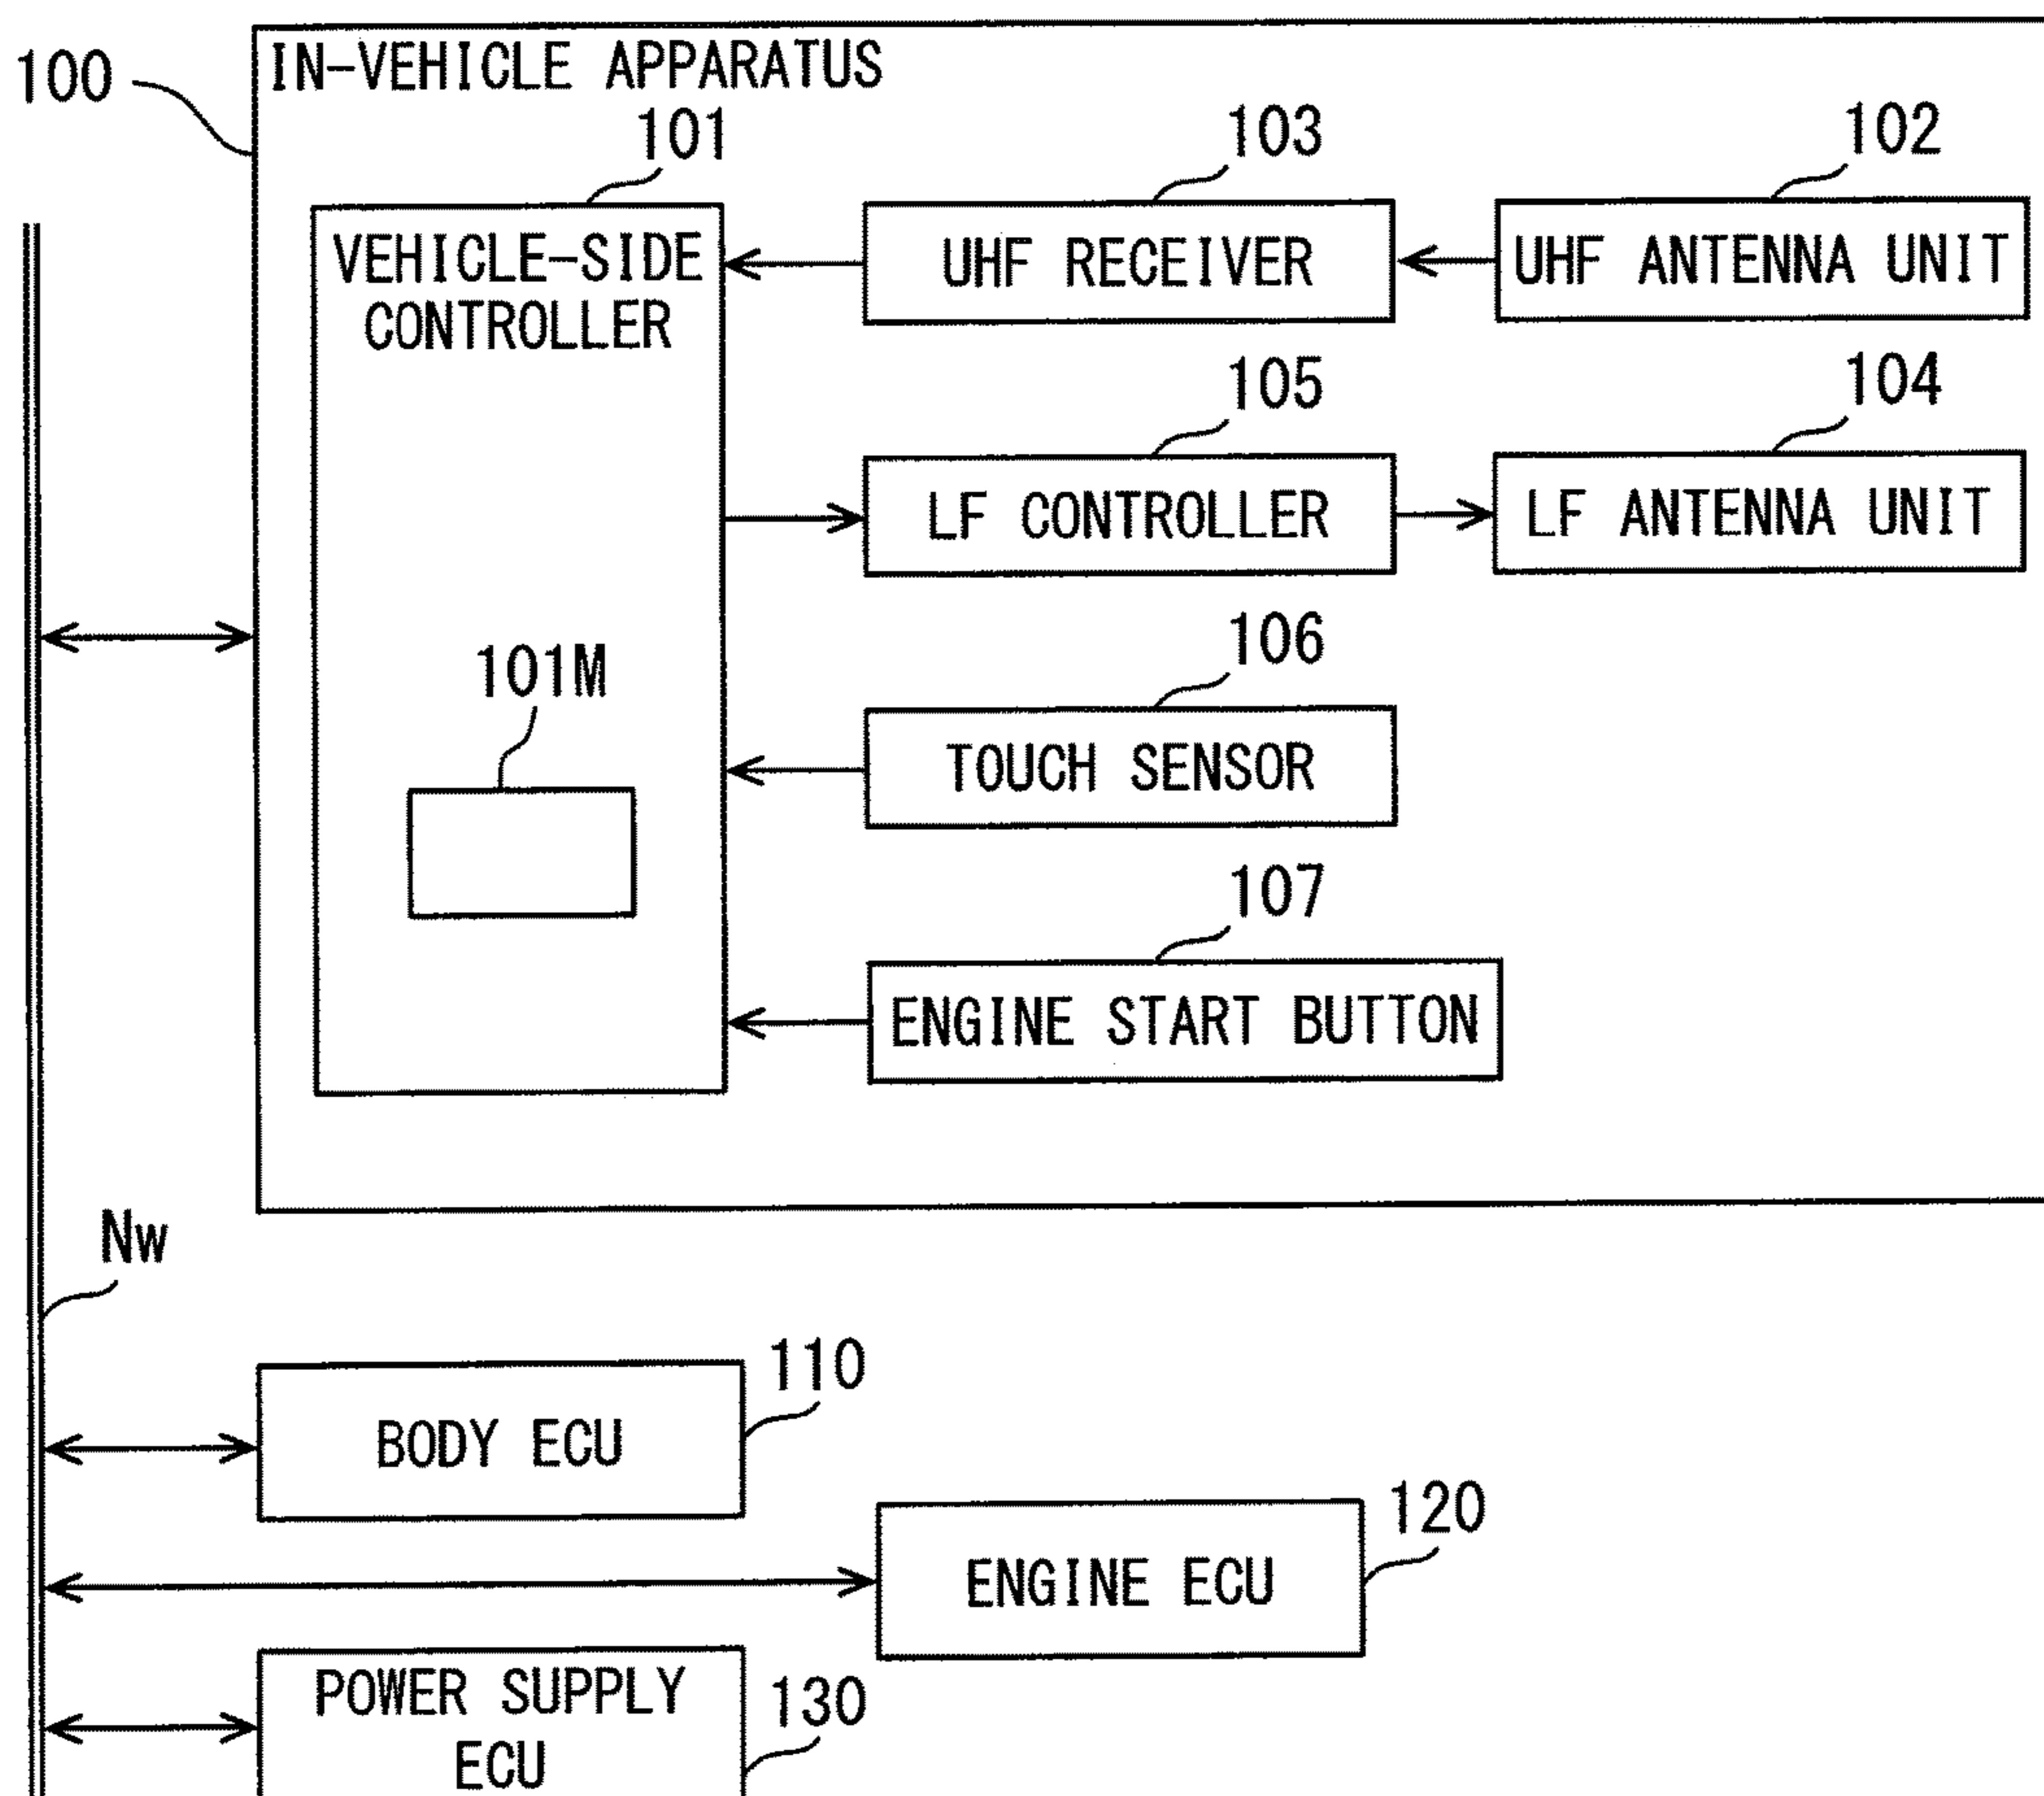 100
IN-VEHICLE APPARATUS
101
103
102
VEHICLE-SIDE
CONTROLLER
UHF RECEIVER
UHF ANTENNA UNIT
105
104
LF CONTROLLER
LF ANTENNA UNIT
106
101M
TOUCH SENSOR
107
ENGINE START BUTTON
Nw
110
BODY ECU
120
ENGINE ECU
POWER SUPPLY
ECU
130